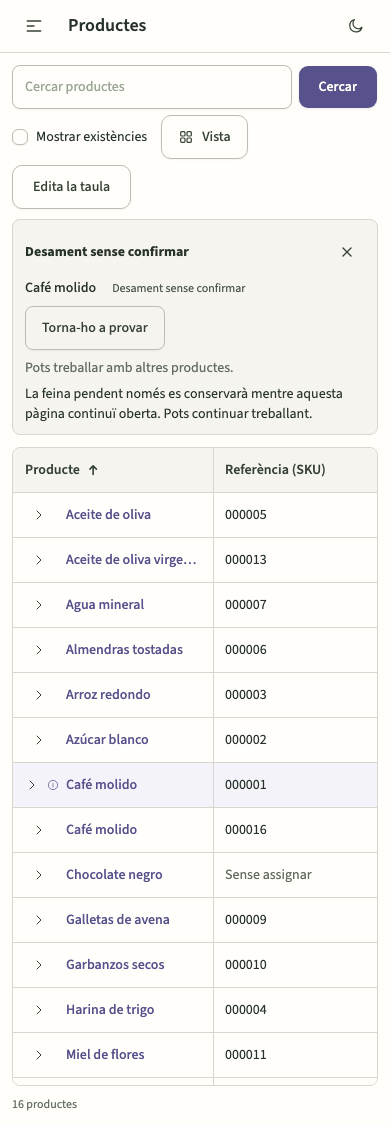 Productes
Cercar productes
Cercar
Mostrar existències
Vista
Edita la taula
Desament sense confirmar
Café molido Desament sense confirmar
Torna-ho a provar
Pots treballar amb altres productes.
La feina pendent només es conservarà mentre aquesta
pàgina continuï oberta. Pots continuar treballant.
Producte Referència (SKU)
Aceite de oliva 000005
Aceite de oliva virge… 000013
Agua mineral 000007
Almendras tostadas 000006
Arroz redondo 000003
Azúcar blanco 000002
Café molido 000001
Café molido 000016
Chocolate negro Sense assignar
Galletas de avena 000009
Garbanzos secos 000010
Harina de trigo 000004
Miel de flores 000011
16 productes